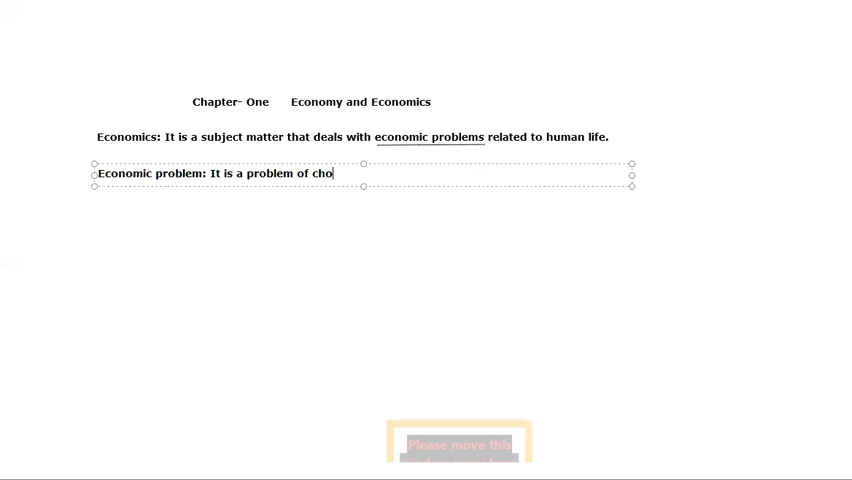 Chapter- One Economy and Economics
Economics: It is a subject matter that deals with economic problems related to human life.
Economic problem: It is a problem of cho
Please move this